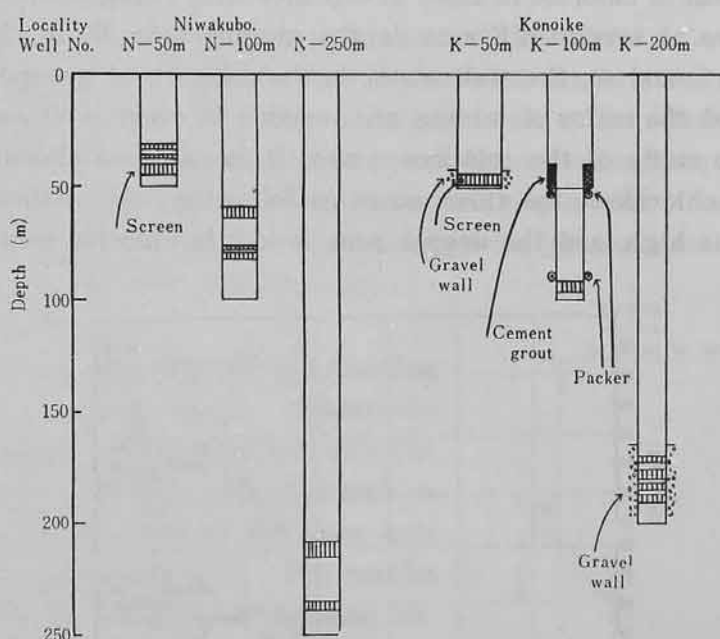 Locality Niwakubo. Konoike
Well No. N—50m N—100m N—250m K—50m K—100m K—200m
0
50
100
150
200
250
Depth (m)
Screen
Screen
Gravel
wall
Cement
grout
Packer
Gravel
wall